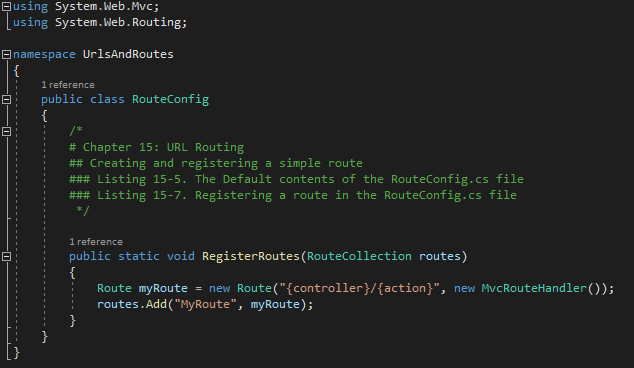 using System.Web.Mvc;
using System.Web.Routing;
namespace UrlsAndRoutes
{
1 reference
public class RouteConfig
{
/*
# Chapter 15: URL Routing
## Creating and registering a simple route
### Listing 15-5. The Default contents of the RouteConfig.cs file
### Listing 15-7. Registering a route in the RouteConfig.cs file
*/
1 reference
public static void RegisterRoutes(RouteCollection routes)
{
Route myRoute = new Route("{controller}/{action}", new MvcRouteHandler());
routes.Add("MyRoute", myRoute);
}
}
}